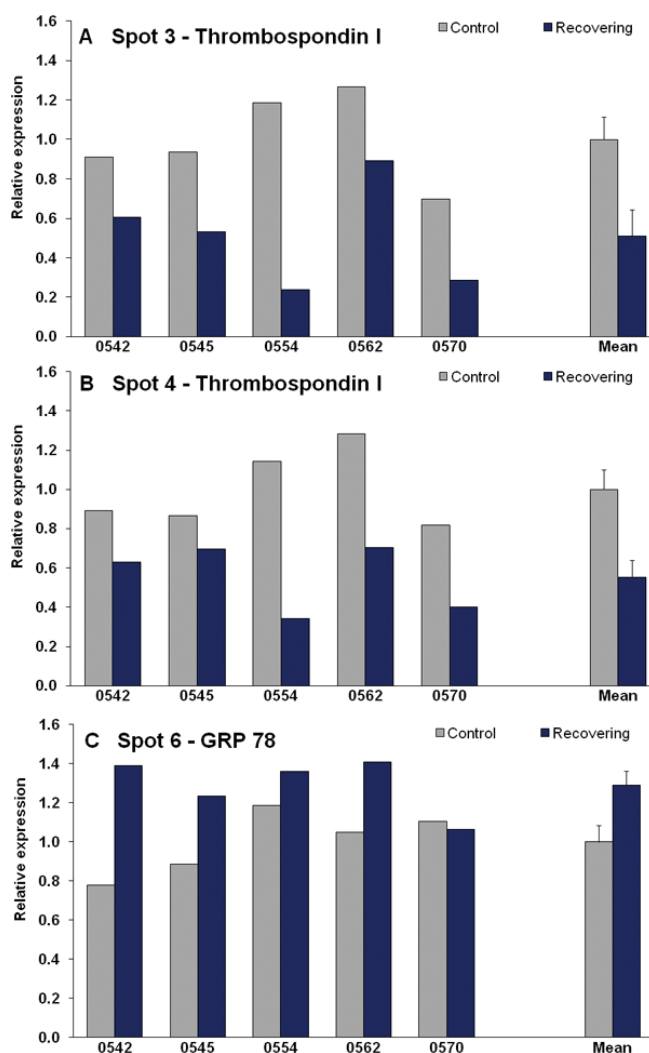 A Spot 3 - Thrombospondin I
Control Recovering
Relative expression
1.6
1.4
1.2
1.0
0.8
0.6
0.4
0.2
0.0
0542 0545 0554 0562 0570 Mean
B Spot 4 - Thrombospondin I
Control Recovering
Relative expression
1.6
1.4
1.2
1.0
0.8
0.6
0.4
0.2
0.0
0542 0545 0554 0562 0570 Mean
C Spot 6 - GRP 78
Control Recovering
Relative expression
1.6
1.4
1.2
1.0
0.8
0.6
0.4
0.2
0.0
0542 0545 0554 0562 0570 Mean